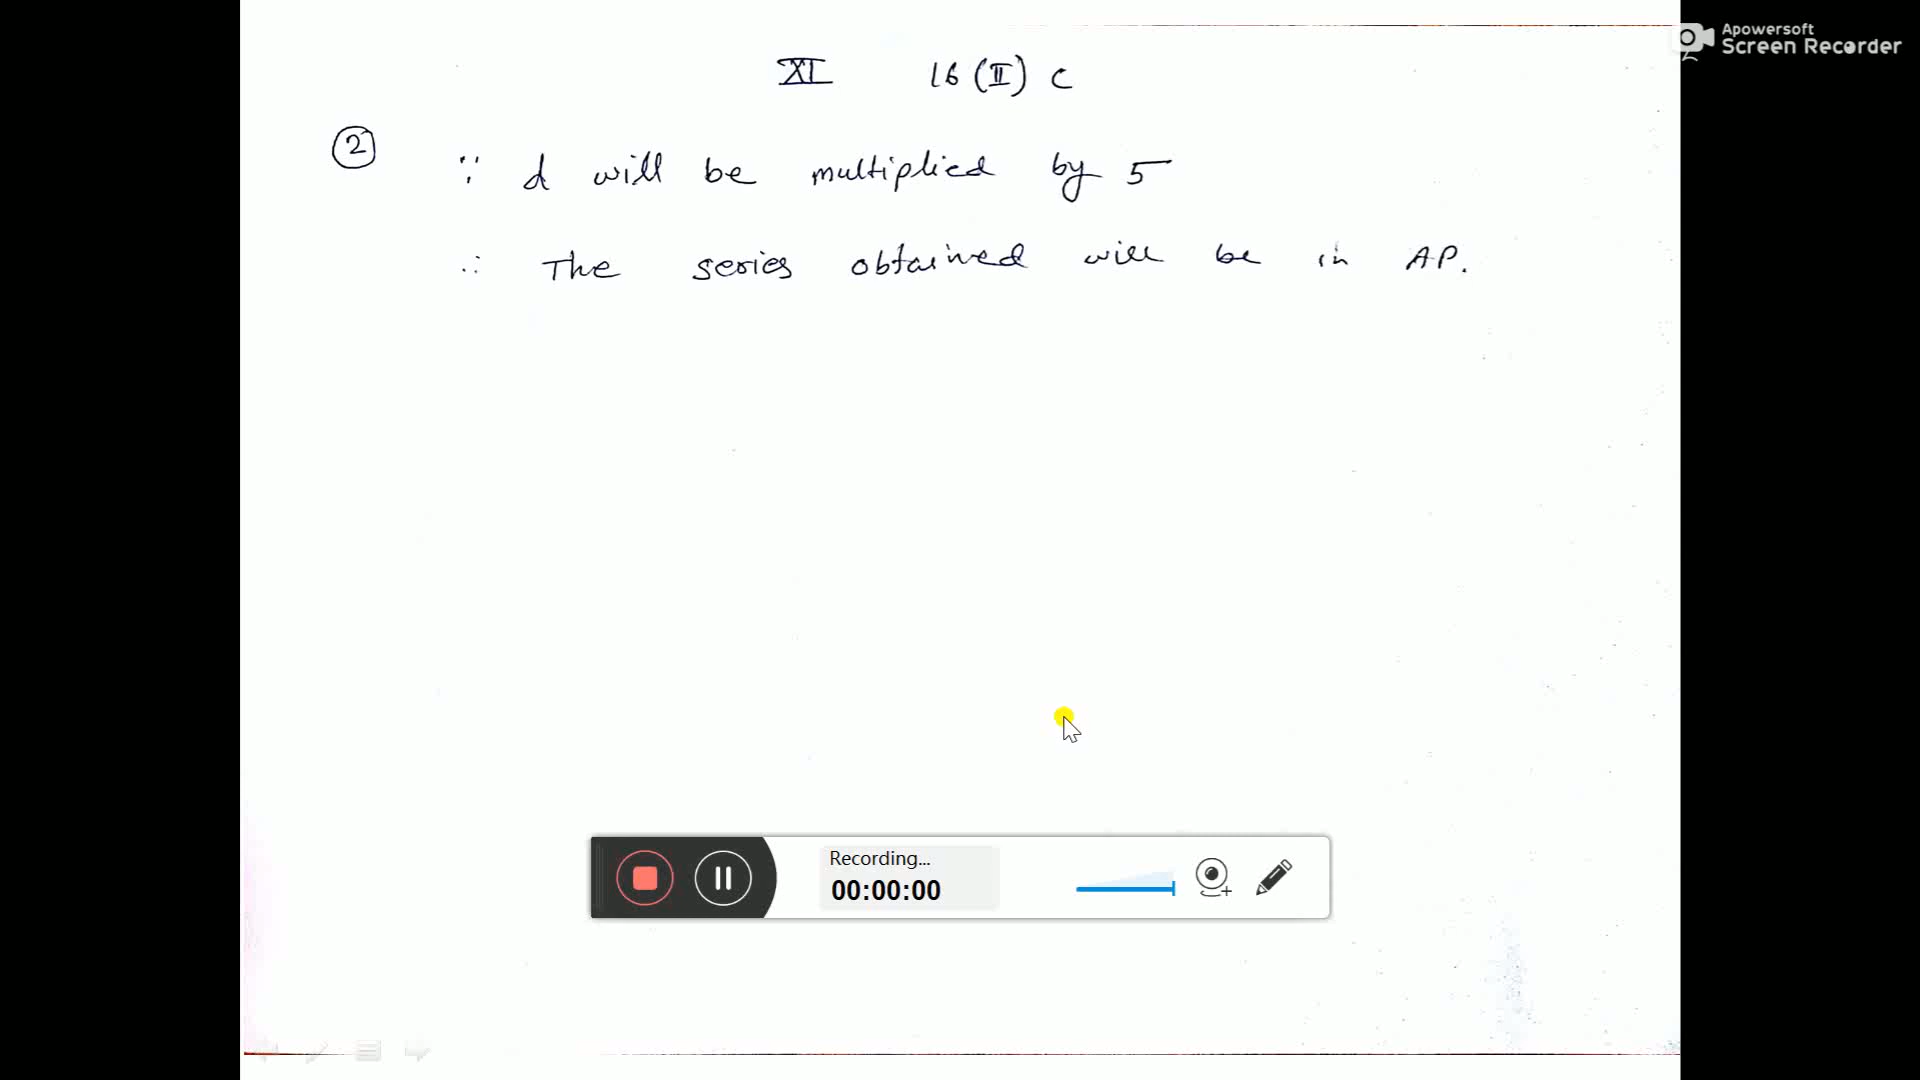 Apowersoft
Screen Recorder
XI 16 (II) c
2
∵ d will be multiplied by 5
∴ The series obtained will be in AP.
Recording...
00:00:00